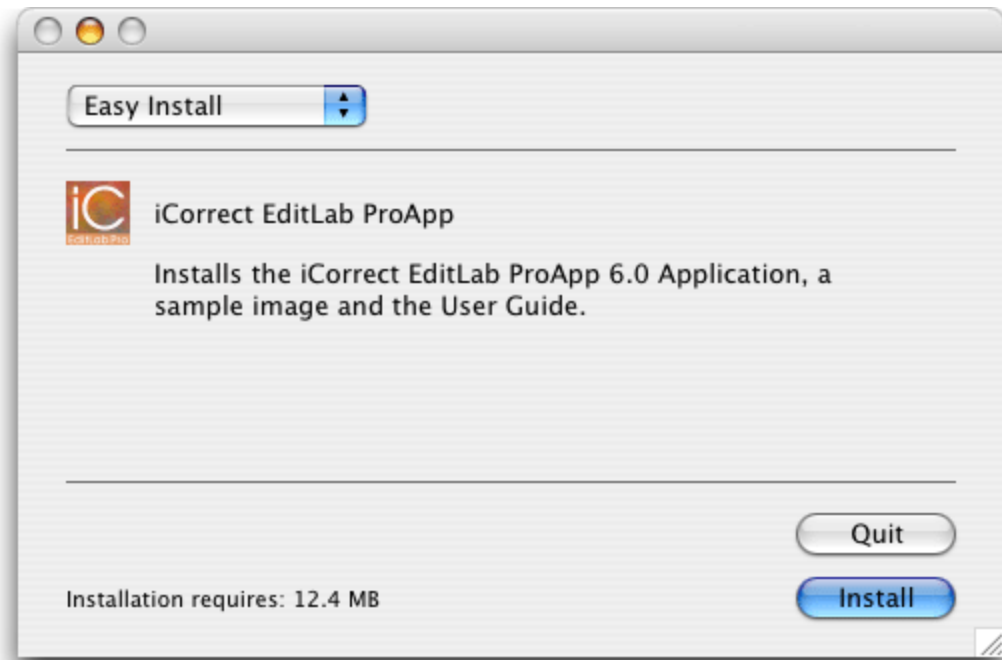 Easy Install
iC
EditLab Pro
iCorrect EditLab ProApp
Installs the iCorrect EditLab ProApp 6.0 Application, a
sample image and the User Guide.
Quit
Installation requires: 12.4 MB
Install